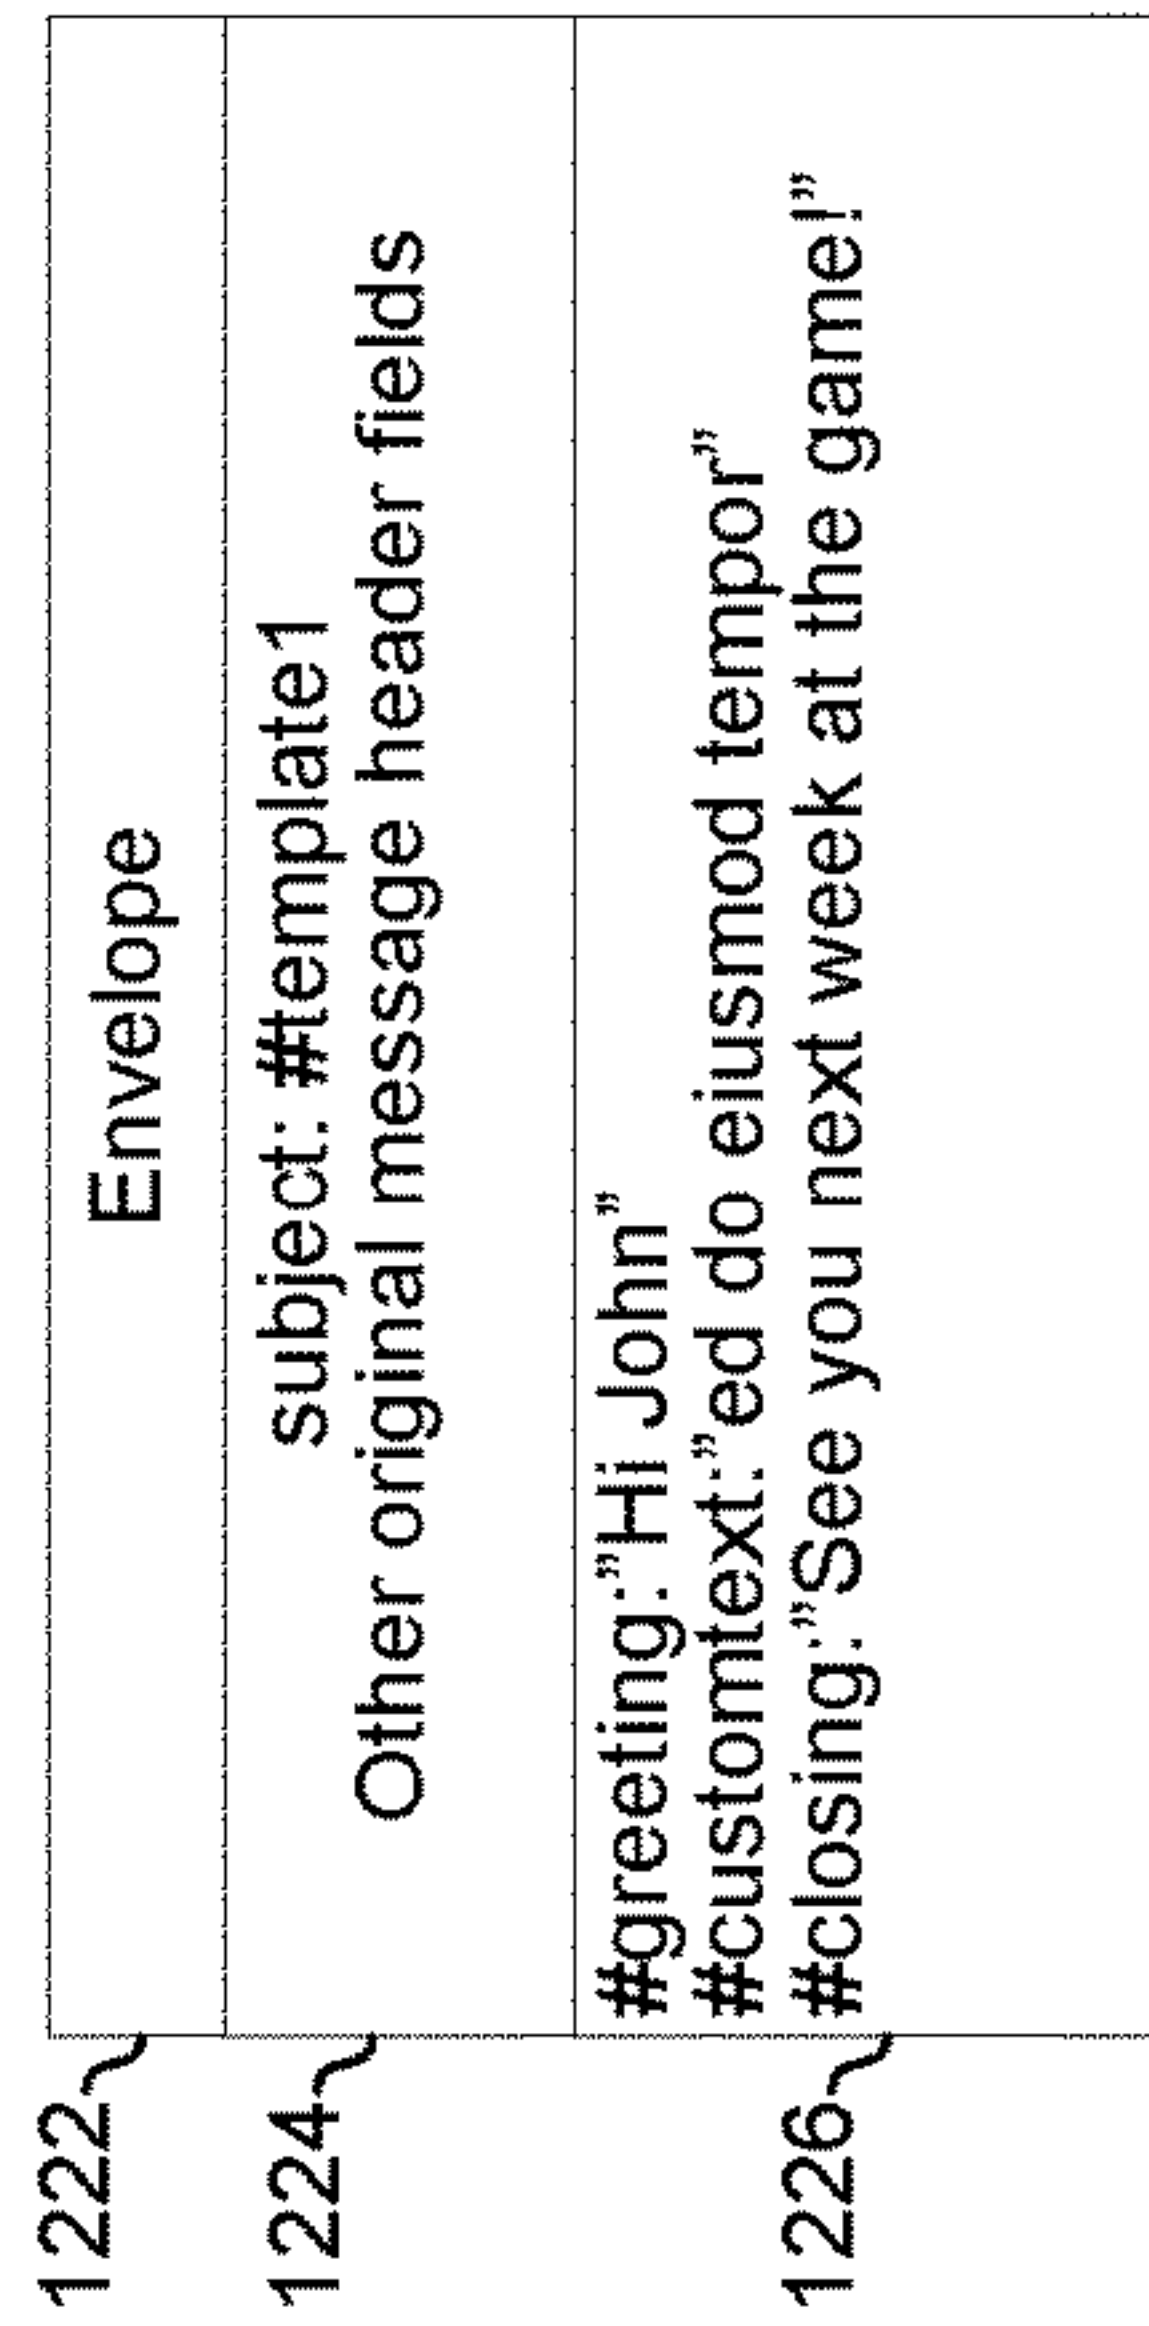 1222
Envelope
1224
subject: #template1
Other original message header fields
1226
#greeting:”Hi John”
#customtext:”ed do eiusmod tempor”
#closing:”See you next week at the game!”